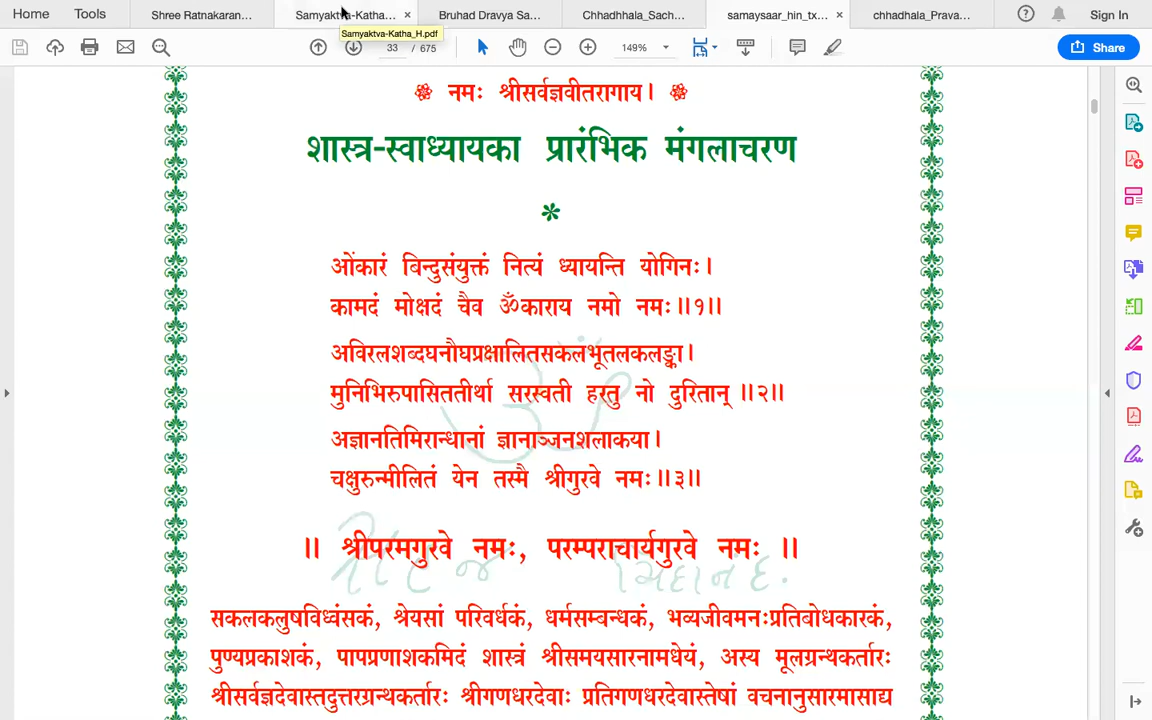 Home Tools Shree Ratnakaran... Samyaktva-Katha... Bruhad Dravya Sa... Chhadhhala_Sach... samaysaar_hin_tx... chhadhala_Prava... Sign In
Samyaktva-Katha_H.pdf
33 / 675 149% Share
नमः श्रीसर्वज्ञवीतरागाय।
शास्त्र-स्वाध्यायका प्रारंभिक मंगलाचरण
*
ओंकारं बिन्दुसंयुक्तं नित्यं ध्यायन्ति योगिनः।
कामदं मोक्षदं चैव ॐकाराय नमो नमः॥१॥
अविरलशब्दघनौघप्रक्षालितसकलभूतलकलङ्का।
मुनिभिरुपासिततीर्था सरस्वती हरतु नो दुरितान्॥२॥
अज्ञानतिमिरान्धानां ज्ञानाञ्जनशलाकया।
चक्षुरुन्मीलितं येन तस्मै श्रीगुरवे नमः॥३॥
॥ श्रीपरमगुरवे नमः, परम्पराचार्यगुरवे नमः ॥
सकलकलुषविध्वंसकं, श्रेयसां परिवर्धकं, धर्मसम्बन्धकं, भव्यजीवमनःप्रतिबोधकारकं,
पुण्यप्रकाशकं, पापप्रणाशकमिदं शास्त्रं श्रीसमयसारनामधेयं, अस्य मूलग्रन्थकर्तारः
श्रीसर्वज्ञदेवास्तदुत्तरग्रन्थकर्तारः श्रीगणधरदेवाः प्रतिगणधरदेवास्तेषां वचनानुसारमासाद्य